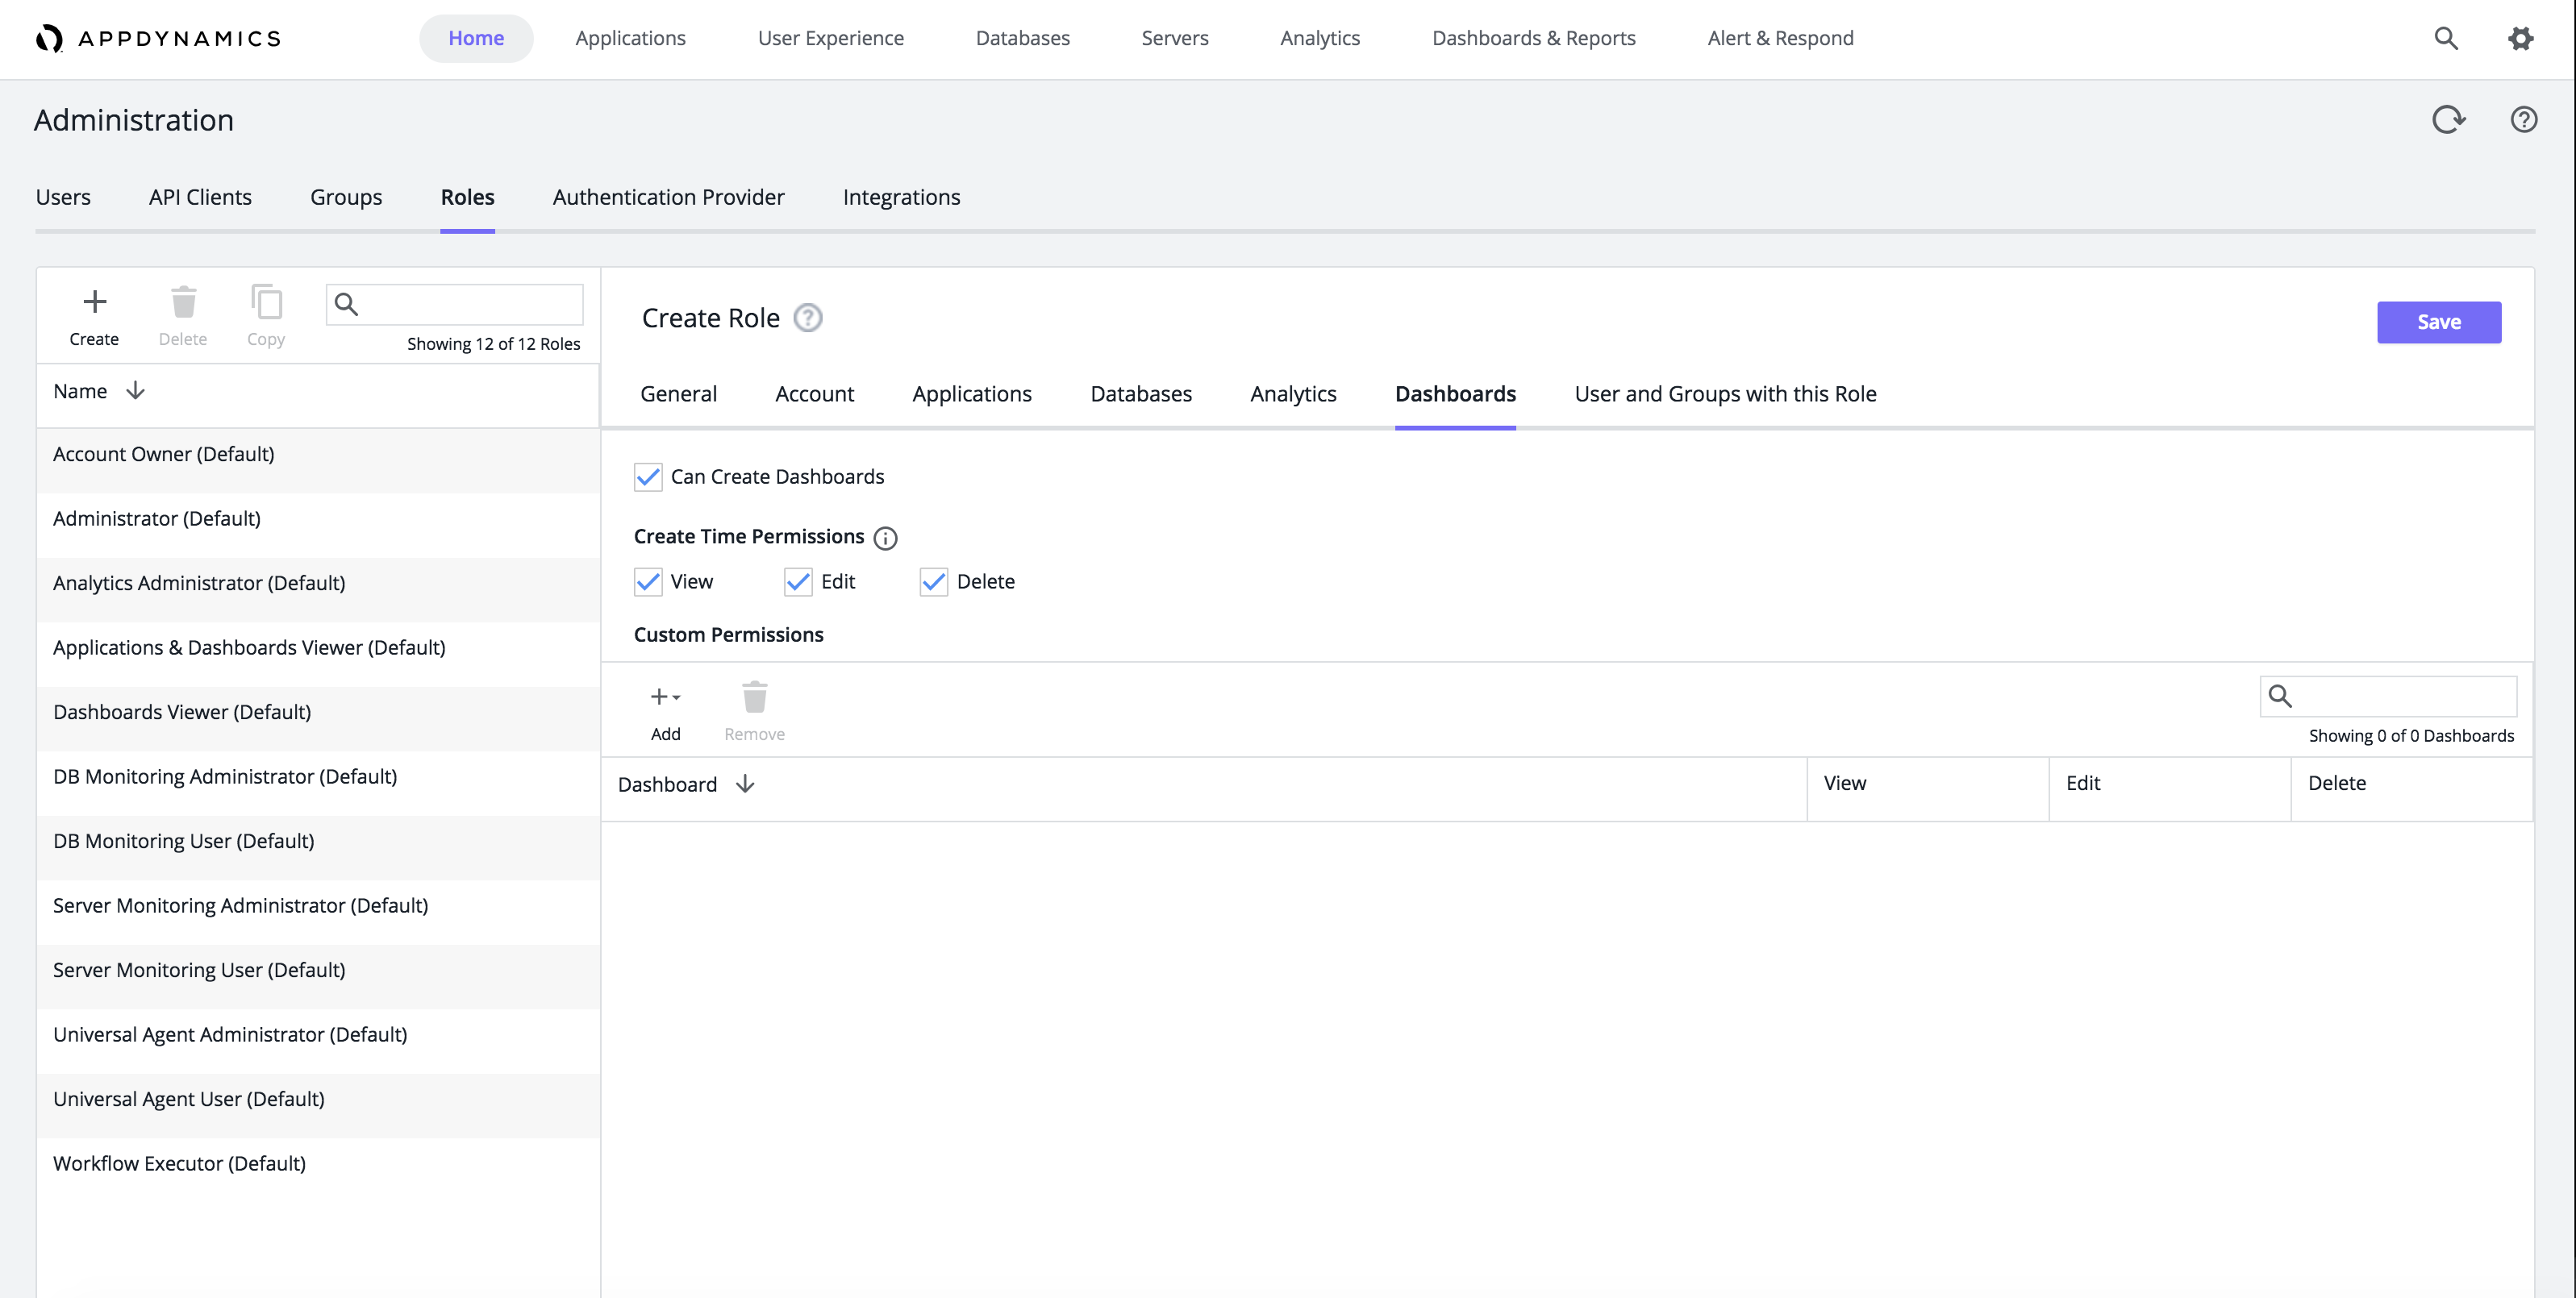 APPDYNAMICS
Home Applications User Experience Databases Servers Analytics Dashboards & Reports Alert & Respond
Administration
Users API Clients Groups Roles Authentication Provider Integrations
Create Delete Copy
Showing 12 of 12 Roles
Name
Account Owner (Default)
Administrator (Default)
Analytics Administrator (Default)
Applications & Dashboards Viewer (Default)
Dashboards Viewer (Default)
DB Monitoring Administrator (Default)
DB Monitoring User (Default)
Server Monitoring Administrator (Default)
Server Monitoring User (Default)
Universal Agent Administrator (Default)
Universal Agent User (Default)
Workflow Executor (Default)
Create Role
Save
General Account Applications Databases Analytics Dashboards User and Groups with this Role
Can Create Dashboards
Create Time Permissions
View Edit Delete
Custom Permissions
Add Remove
Showing 0 of 0 Dashboards
Dashboard View Edit Delete